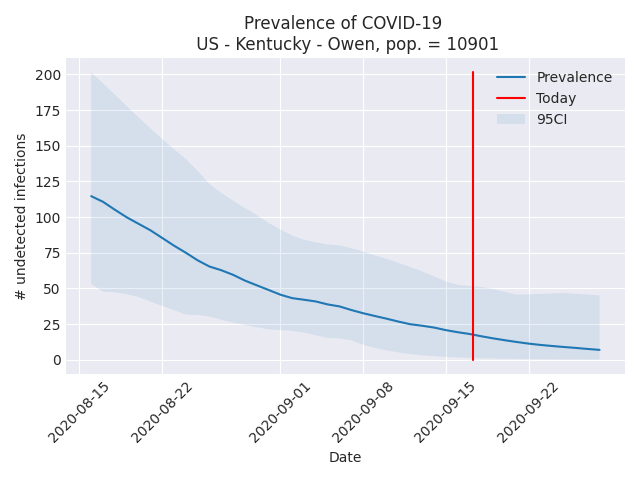 Prevalence of COVID-19
US - Kentucky - Owen, pop. = 10901
Prevalence
Today
95CI
# undetected infections
200
175
150
125
100
75
50
25
0
2020-08-15
2020-08-22
2020-09-01
2020-09-08
2020-09-15
2020-09-22
Date